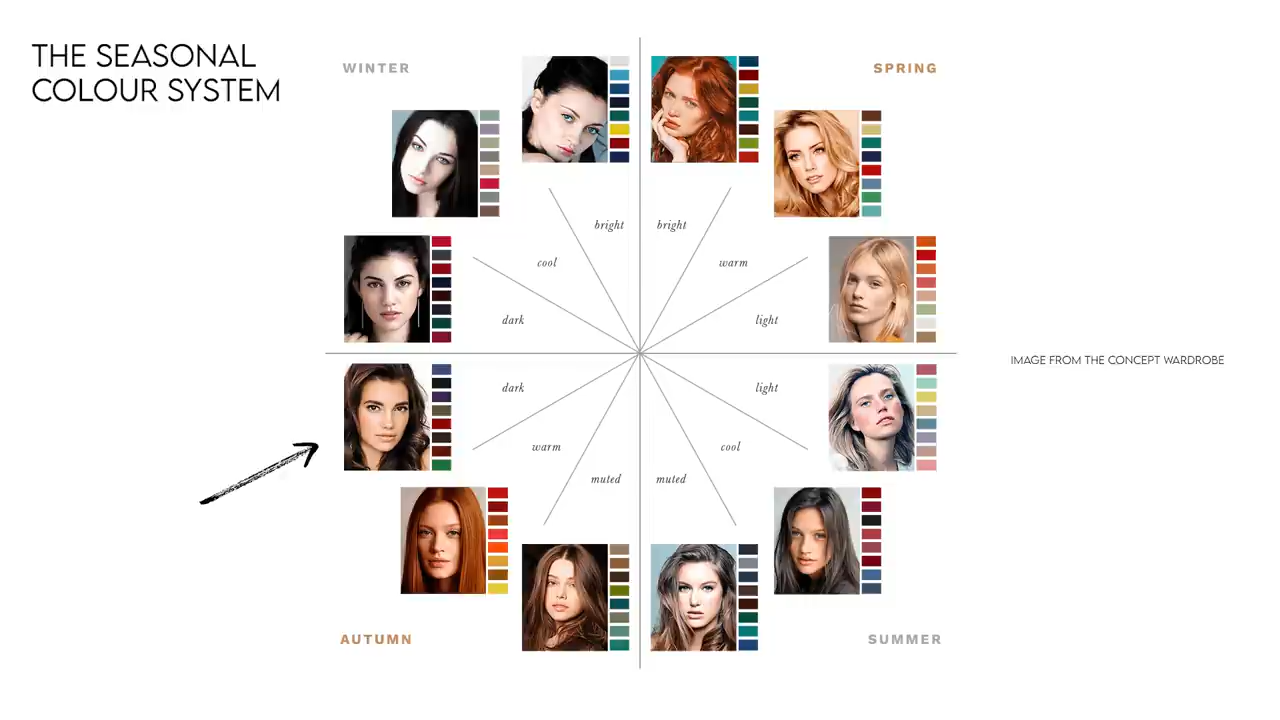 THE SEASONAL
COLOUR SYSTEM
WINTER
SPRING
bright
bright
cool
warm
dark
light
IMAGE FROM THE CONCEPT WARDROBE
dark
light
warm
cool
muted
muted
AUTUMN
SUMMER